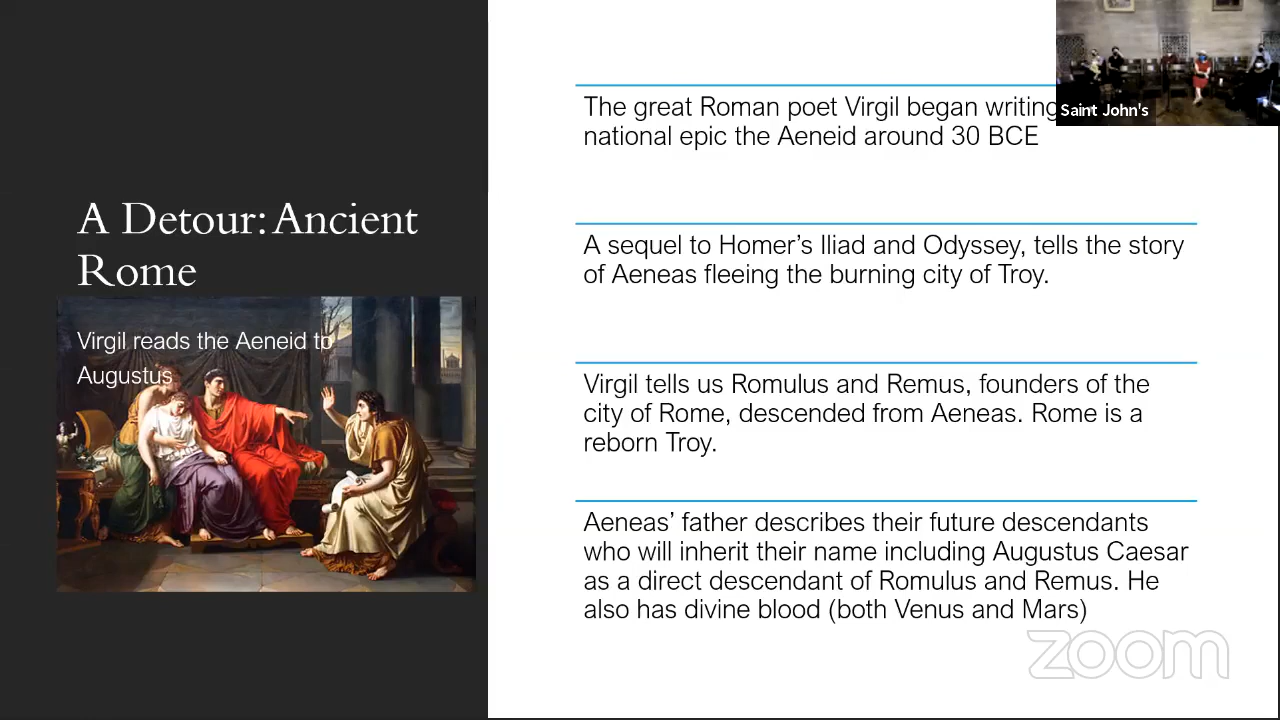 A Detour: Ancient
Rome
Virgil reads the Aeneid to
Augustus
The great Roman poet Virgil began writing
national epic the Aeneid around 30 BCE
A sequel to Homer’s Iliad and Odyssey, tells the story
of Aeneas fleeing the burning city of Troy.
Virgil tells us Romulus and Remus, founders of the
city of Rome, descended from Aeneas. Rome is a
reborn Troy.
Aeneas’ father describes their future descendants
who will inherit their name including Augustus Caesar
as a direct descendant of Romulus and Remus. He
also has divine blood (both Venus and Mars)
Saint John's
zoom